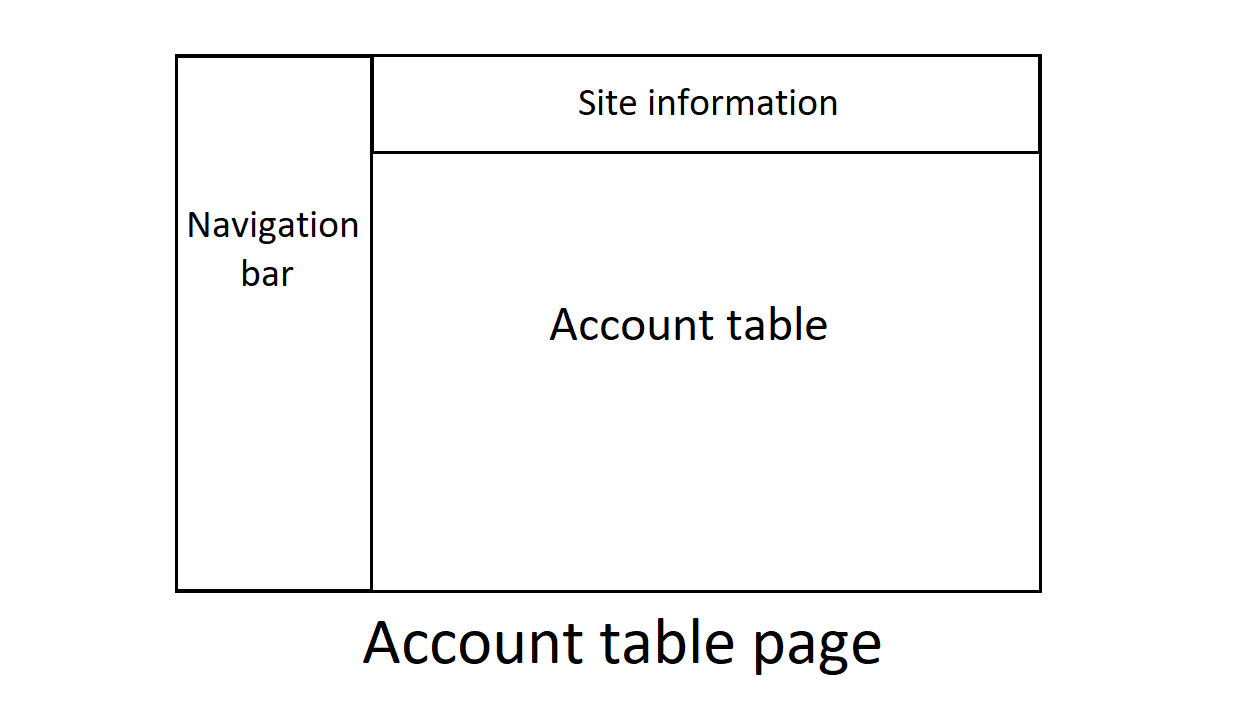 Site information
Navigation
bar
Account table
Account table page